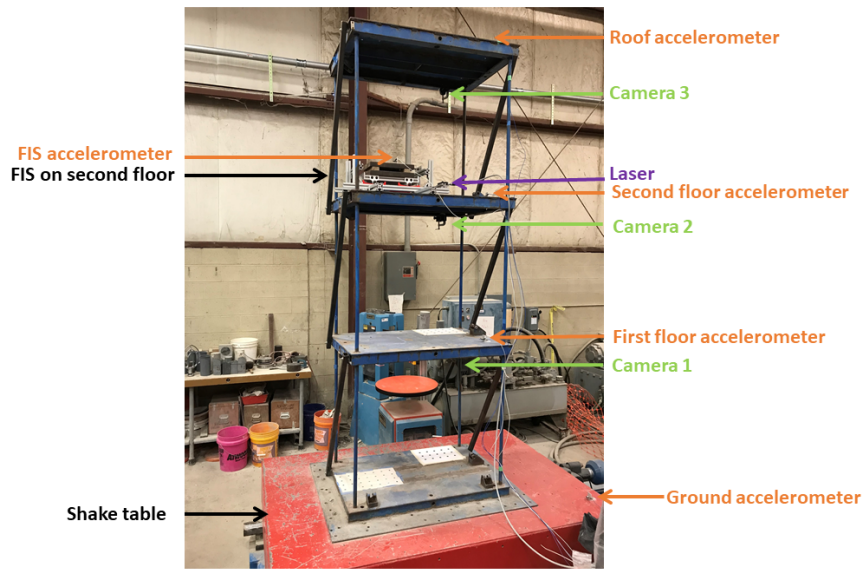 Roof accelerometer
Camera 3
FIS accelerometer
FIS on second floor
Laser
Second floor accelerometer
Camera 2
First floor accelerometer
Camera 1
Ground accelerometer
Shake table